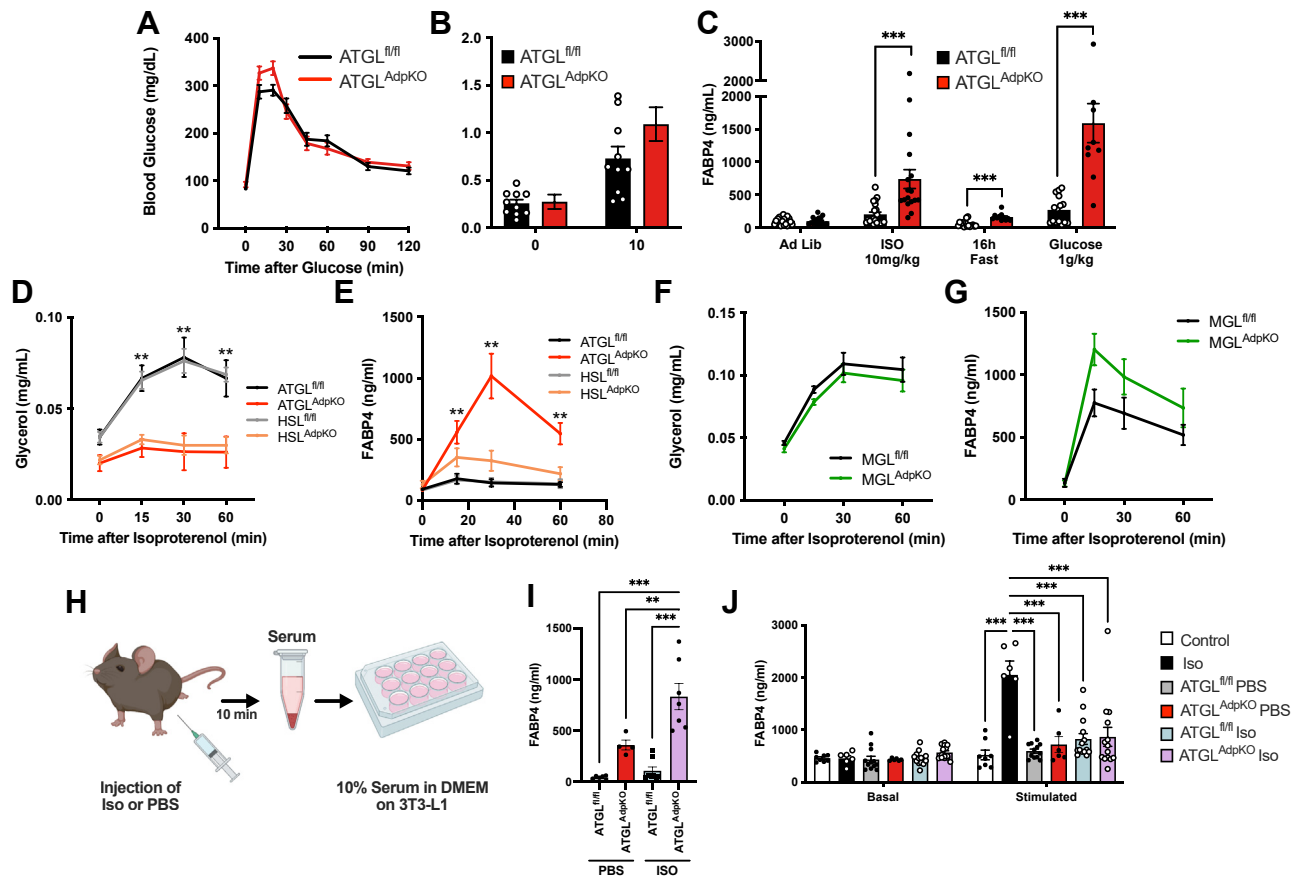 A
Blood Glucose (mg/dL)
400
300
200
100
0
0
30
60
90
120
Time after Glucose (min)
ATGLfl/fl
ATGLAdpKO
B
1.5
1.0
0.5
0.0
0
10
ATGLfl/fl
ATGLAdpKO
C
FABP4 (ng/mL)
3000
2000
2000
1500
1000
500
0
***
***
***
ATGLfl/fl
ATGLAdpKO
Ad Lib
ISO
10mg/kg
16h
Fast
Glucose
1g/kg
D
Glycerol (mg/mL)
0.10
0.05
0.00
**
**
**
0
15
30
60
Time after Isoproterenol (min)
ATGLfl/fl
ATGLAdpKO
HSLfl/fl
HSLAdpKO
E
FABP4 (ng/ml)
1500
1000
500
0
**
**
**
0
20
40
60
80
Time after Isoproterenol (min)
ATGLfl/fl
ATGLAdpKO
HSLfl/fl
HSLAdpKO
F
Glycerol (mg/mL)
0.15
0.10
0.05
0.00
0
30
60
Time after Isoproterenol (min)
MGLfl/fl
MGLAdpKO
G
FABP4 (ng/ml)
1500
1000
500
0
0
30
60
Time after Isoproterenol (min)
MGLfl/fl
MGLAdpKO
H
Injection of
Iso or PBS
10 min
Serum
10% Serum in DMEM
on 3T3-L1
I
FABP4 (ng/ml)
1500
1000
500
0
***
**
***
ATGLfl/fl
ATGLAdpKO
ATGLfl/fl
ATGLAdpKO
PBS
ISO
J
FABP4 (ng/ml)
3000
2000
1000
0
***
***
***
***
***
Basal
Stimulated
Control
Iso
ATGLfl/fl PBS
ATGLAdpKO PBS
ATGLfl/fl Iso
ATGLAdpKO Iso